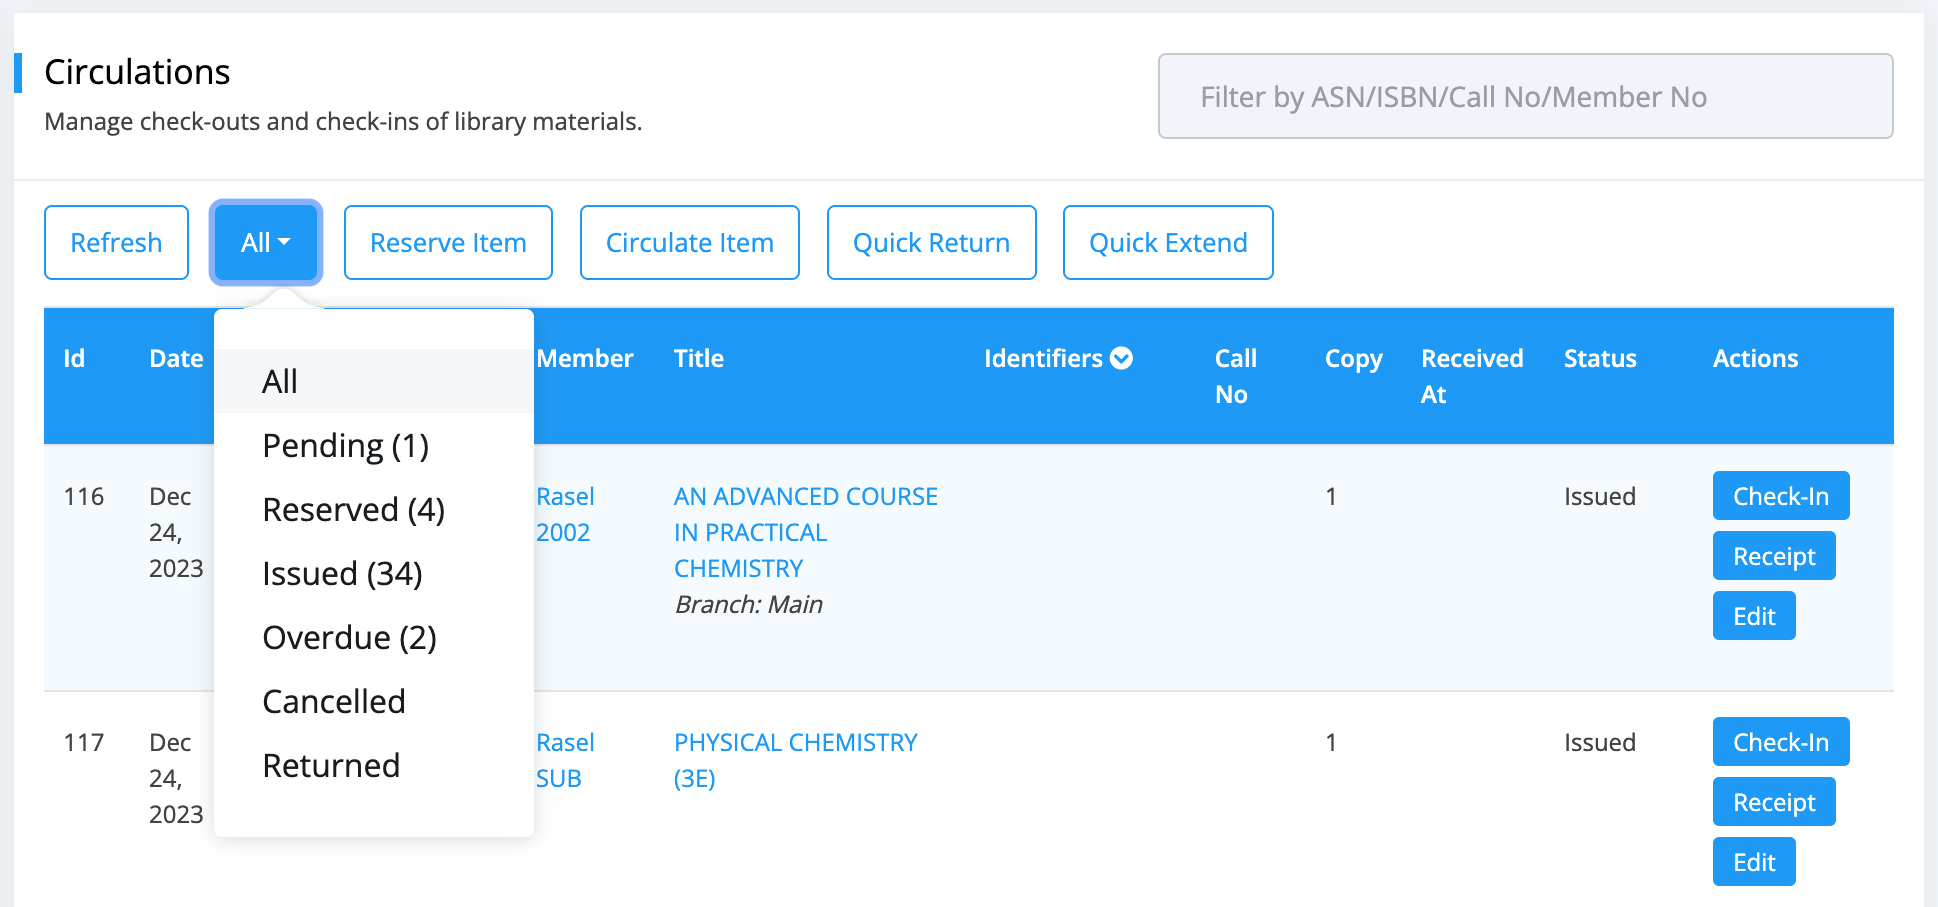 Circulations
Manage check-outs and check-ins of library materials.
Filter by ASN/ISBN/Call No/Member No
Refresh
All
Reserve Item
Circulate Item
Quick Return
Quick Extend
All
Pending (1)
Reserved (4)
Issued (34)
Overdue (2)
Cancelled
Returned
Id
Date
Member
Title
Identifiers
Call
No
Copy
Received
At
Status
Actions
116
Dec
24,
2023
Rasel
2002
AN ADVANCED COURSE
IN PRACTICAL
CHEMISTRY
Branch: Main
1
Issued
Check-In
Receipt
Edit
117
Dec
24,
2023
Rasel
SUB
PHYSICAL CHEMISTRY
(3E)
1
Issued
Check-In
Receipt
Edit